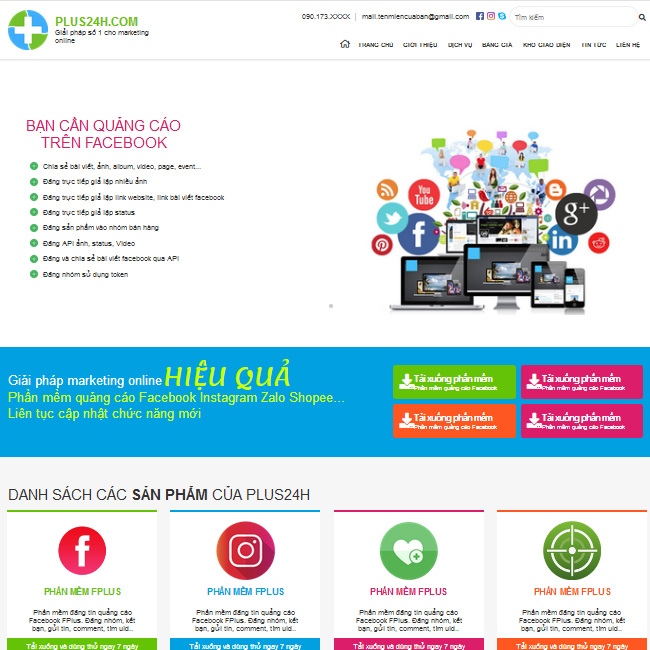 PLUS24H.COM
Giải pháp số 1 cho marketing
online
090.173.XXXX | mail.tenmiencuaban@gmail.com
Tìm kiếm
TRANG CHỦ GIỚI THIỆU DỊCH VỤ BẢNG GIÁ KHO GIAO DIỆN TIN TỨC LIÊN HỆ
BẠN CẦN QUẢNG CÁO
TRÊN FACEBOOK
Chia sẻ bài viết, ảnh, album, video, page, event...
Đăng trực tiếp giả lập nhiều ảnh
Đăng trực tiếp giả lập link website, link bài viết facebook
Đăng trực tiếp giả lập status
Đăng sản phẩm vào nhóm bán hàng
Đăng API ảnh, status, Video
Đăng và chia sẻ bài viết facebook qua API
Đăng nhóm sử dụng token
You
Tube
g+
in
Giải pháp marketing online HIỆU QUẢ
Phần mềm quảng cáo Facebook Instagram Zalo Shopee...
Liên tục cập nhật chức năng mới
Tải xuống phần mềm
Phần mềm quảng cáo Facebook
Tải xuống phần mềm
Phần mềm quảng cáo Facebook
Tải xuống phần mềm
Phần mềm quảng cáo Facebook
Tải xuống phần mềm
Phần mềm quảng cáo Facebook
DANH SÁCH CÁC SẢN PHẨM CỦA PLUS24H
PHẦN MỀM FPLUS
Phần mềm đăng tin quảng cáo
Facebook FPlus. Đăng nhóm, kết
bạn, gửi tin, comment, tìm uid...
Tải xuống và dùng thử ngay 7 ngày
PHẦN MỀM FPLUS
Phần mềm đăng tin quảng cáo
Facebook FPlus. Đăng nhóm, kết
bạn, gửi tin, comment, tìm uid...
Tải xuống và dùng thử ngay 7 ngày
PHẦN MỀM FPLUS
Phần mềm đăng tin quảng cáo
Facebook FPlus. Đăng nhóm, kết
bạn, gửi tin, comment, tìm uid...
Tải xuống và dùng thử ngay 7 ngày
PHẦN MỀM FPLUS
Phần mềm đăng tin quảng cáo
Facebook FPlus. Đăng nhóm, kết
bạn, gửi tin, comment, tìm uid...
Tải xuống và dùng thử ngay 7 ngày